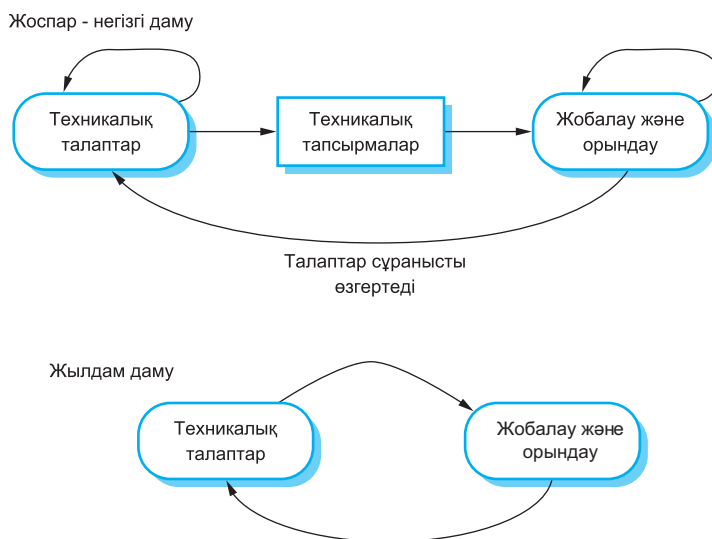 Жоспар - негізгі даму
Техникалық
талаптар
Техникалық
тапсырмалар
Жобалау және
орындау
Талаптар сұранысты
өзгертеді
Жылдам даму
Техникалық
талаптар
Жобалау және
орындау